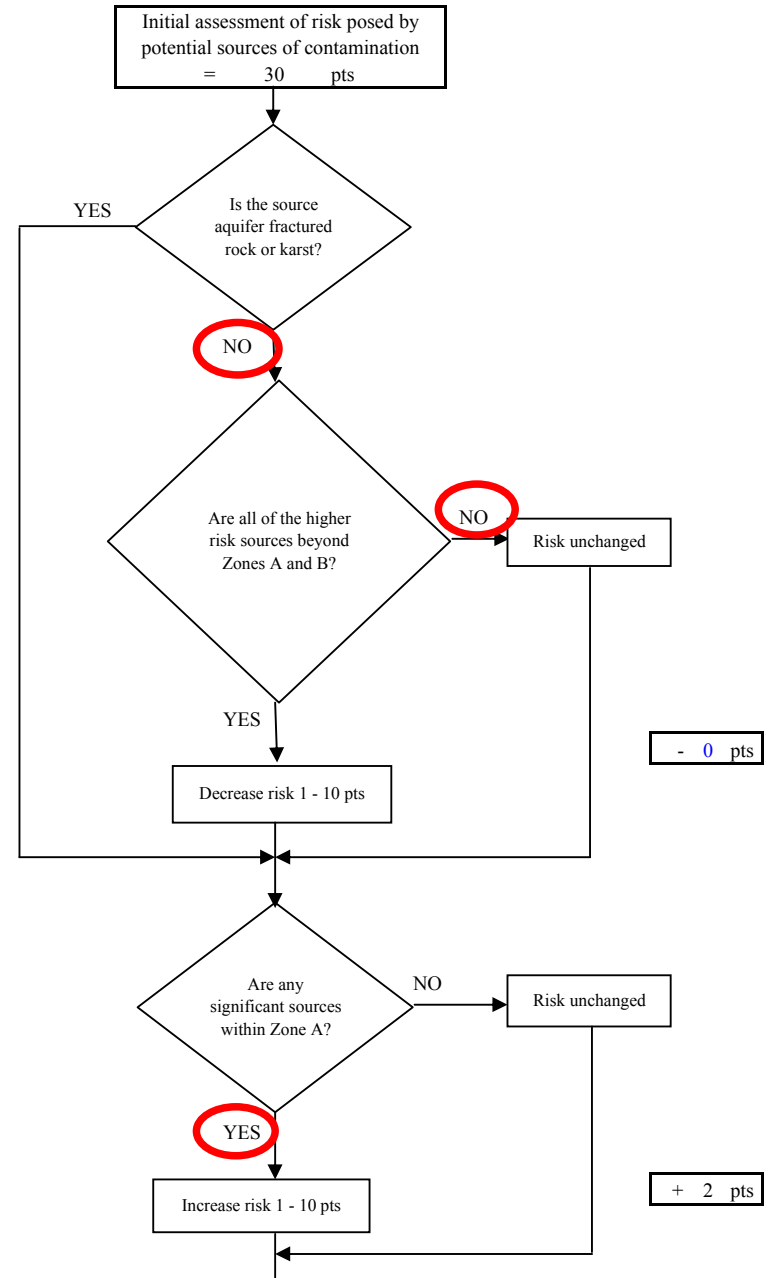 Initial assessment of risk posed by
potential sources of contamination
= 30 pts
YES
Is the source
aquifer fractured
rock or karst?
NO
Are all of the higher
risk sources beyond
Zones A and B?
NO
Risk unchanged
YES
- 0 pts
Decrease risk 1 - 10 pts
Are any
significant sources
within Zone A?
NO
Risk unchanged
YES
+ 2 pts
Increase risk 1 - 10 pts